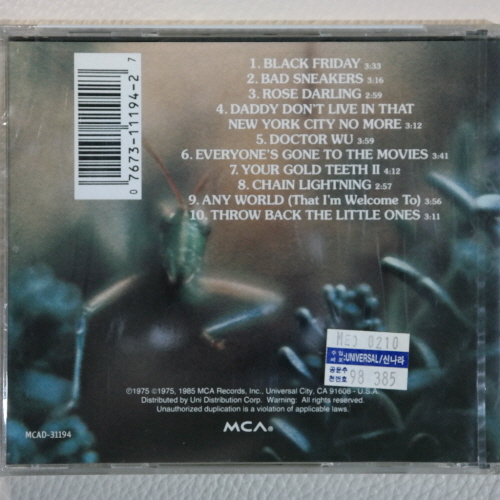 1. BLACK FRIDAY 3:33
2. BAD SNEAKERS 3:16
3. ROSE DARLING 2:59
4. DADDY DON'T LIVE IN THAT
NEW YORK CITY NO MORE 3:12
5. DOCTOR WU 3:59
6. EVERYONE'S GONE TO THE MOVIES 3:41
7. YOUR GOLD TEETH II 4:12
8. CHAIN LIGHTNING 2:57
9. ANY WORLD (That I'm Welcome To) 3:56
10. THROW BACK THE LITTLE ONES 3:11
0 7673-11194-2 7
MED 0210
:UNIVERSAL/신나라
98 385
℗1975 ©1975, 1985 MCA Records, Inc., Universal City, CA 91608 - U.S.A.
Distributed by Uni Distribution Corp. Warning: All rights reserved.
Unauthorized duplication is a violation of applicable laws.
MCAD-31194
MCA®